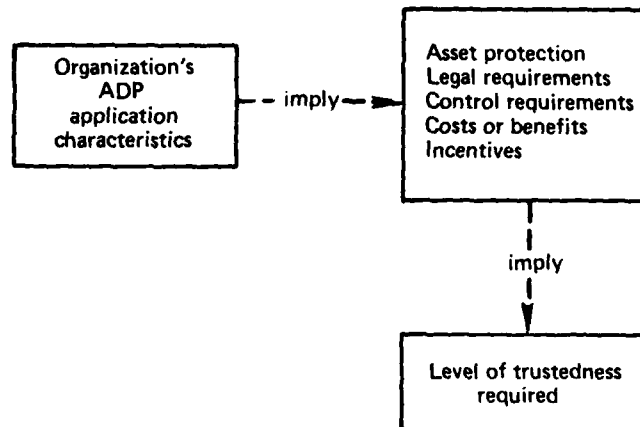 Organization's
ADP
application
characteristics
imply
Asset protection
Legal requirements
Control requirements
Costs or benefits
Incentives
imply
Level of trustedness
required